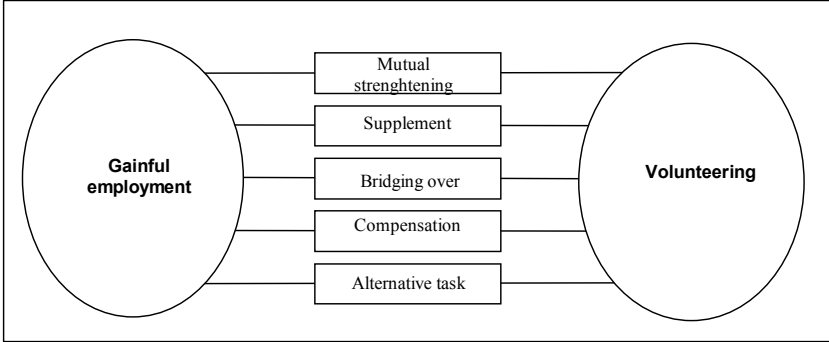 Gainful
employment
Mutual
strenghtening
Supplement
Bridging over
Compensation
Alternative task
Volunteering